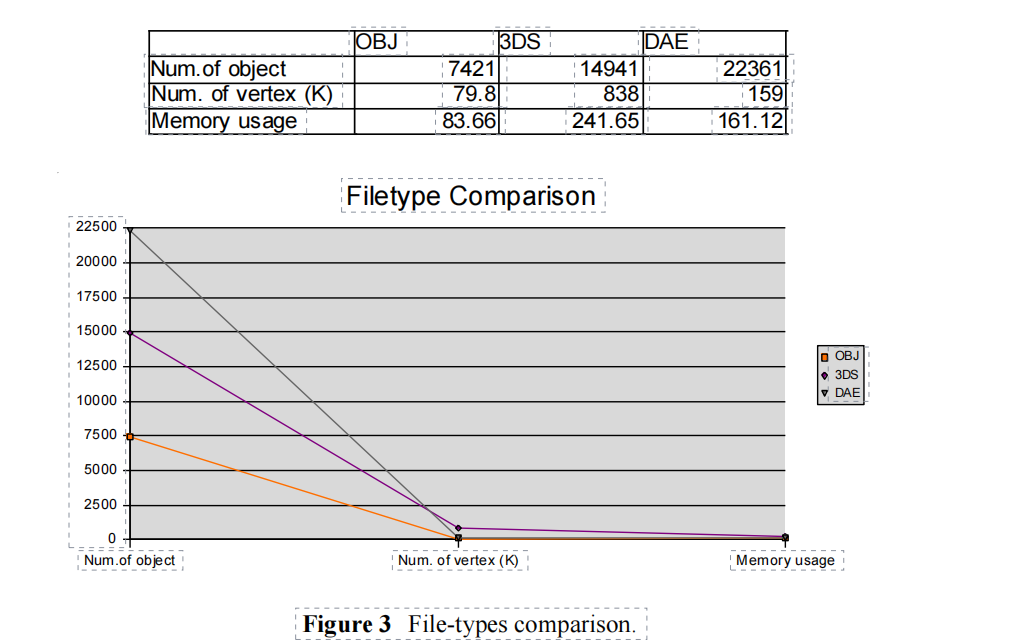 OBJ 3DS DAE
Num.of object 7421 14941 22361
Num. of vertex (K) 79.8 838 159
Memory usage 83.66 241.65 161.12
Filetype Comparison
22500
20000
17500
15000
12500
10000
7500
5000
2500
0
Num.of object Num. of vertex (K) Memory usage
OBJ
3DS
DAE
Figure 3 File-types comparison.